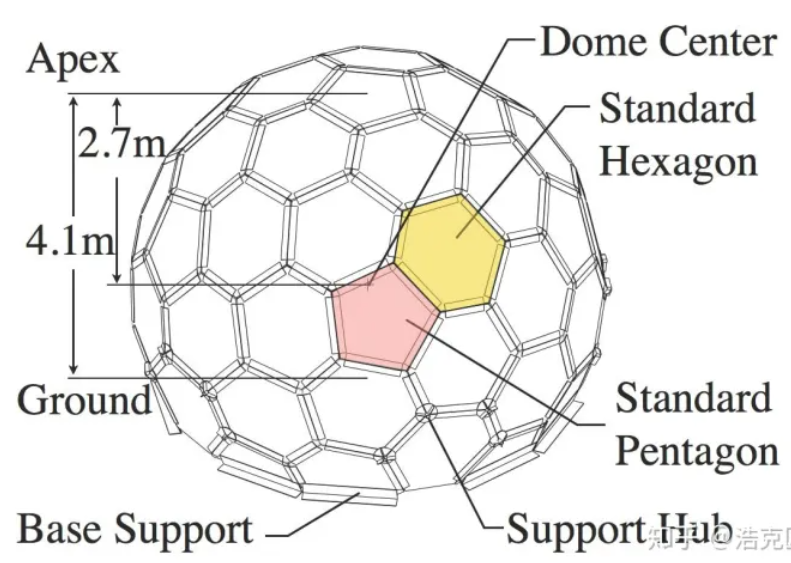 Apex
Dome Center
2.7m
Standard
Hexagon
4.1m
Ground
Standard
Pentagon
Base Support
Support Hub
知乎 @浩克